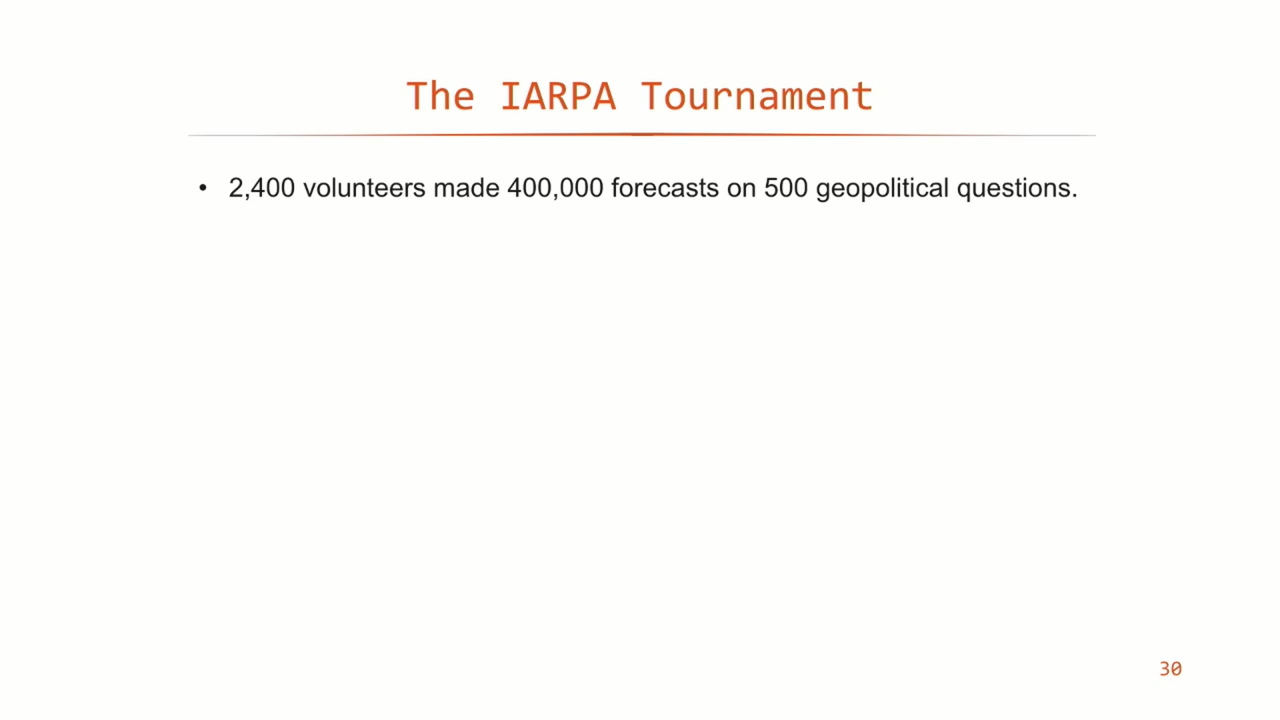 The IARPA Tournament
• 2,400 volunteers made 400,000 forecasts on 500 geopolitical questions.
30